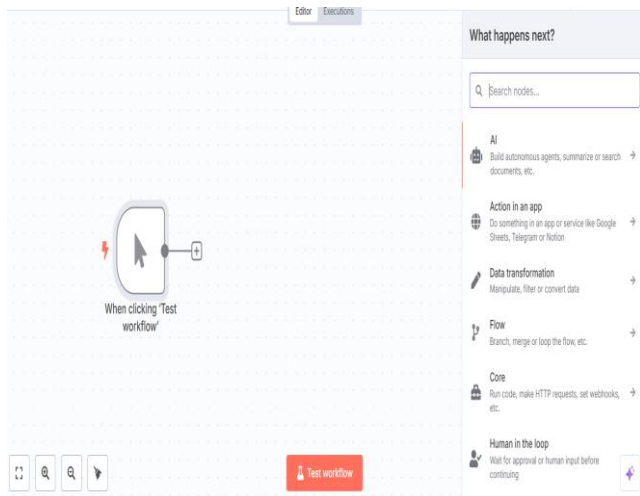 Editor Executions
What happens next?
Search nodes...
AI
Build autonomous agents, summarize or search
documents, etc.
Action in an app
Do something in an app or service like Google
Sheets, Telegram or Notion
Data transformation
Manipulate, filter or convert data
Flow
Branch, merge or loop the flow, etc.
Core
Run code, make HTTP requests, set webhooks,
etc.
Human in the loop
Wait for approval or human input before
continuing
When clicking 'Test
workflow'
Test workflow